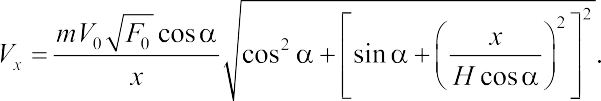 $$V_x = \frac{mV_0\sqrt{F_0}\cos\alpha}{x}\sqrt{\cos^2\alpha + \left[\sin\alpha + \left(\frac{x}{H\cos\alpha}\right)^2\right]^2}.$$